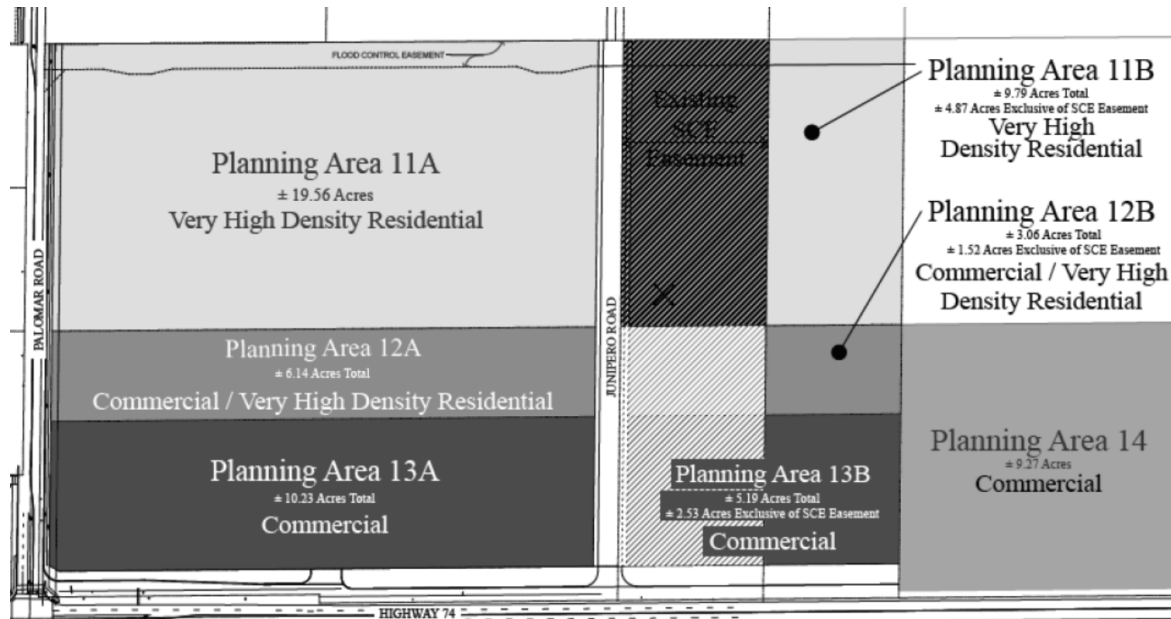 FLOOD CONTROL EASEMENT
Planning Area 11A
± 19.56 Acres
Very High Density Residential
Existing
SCE
Easement
Planning Area 11B
± 9.79 Acres Total
± 4.87 Acres Exclusive of SCE Easement
Very High
Density Residential
Planning Area 12B
± 3.06 Acres Total
± 1.52 Acres Exclusive of SCE Easement
Commercial / Very High
Density Residential
PALOMAR ROAD
JUNIPERO ROAD
Planning Area 12A
± 6.14 Acres Total
Commercial / Very High Density Residential
Planning Area 13A
± 10.23 Acres Total
Commercial
Planning Area 13B
± 5.19 Acres Total
± 2.53 Acres Exclusive of SCE Easement
Commercial
Planning Area 14
± 9.27 Acres
Commercial
HIGHWAY 74